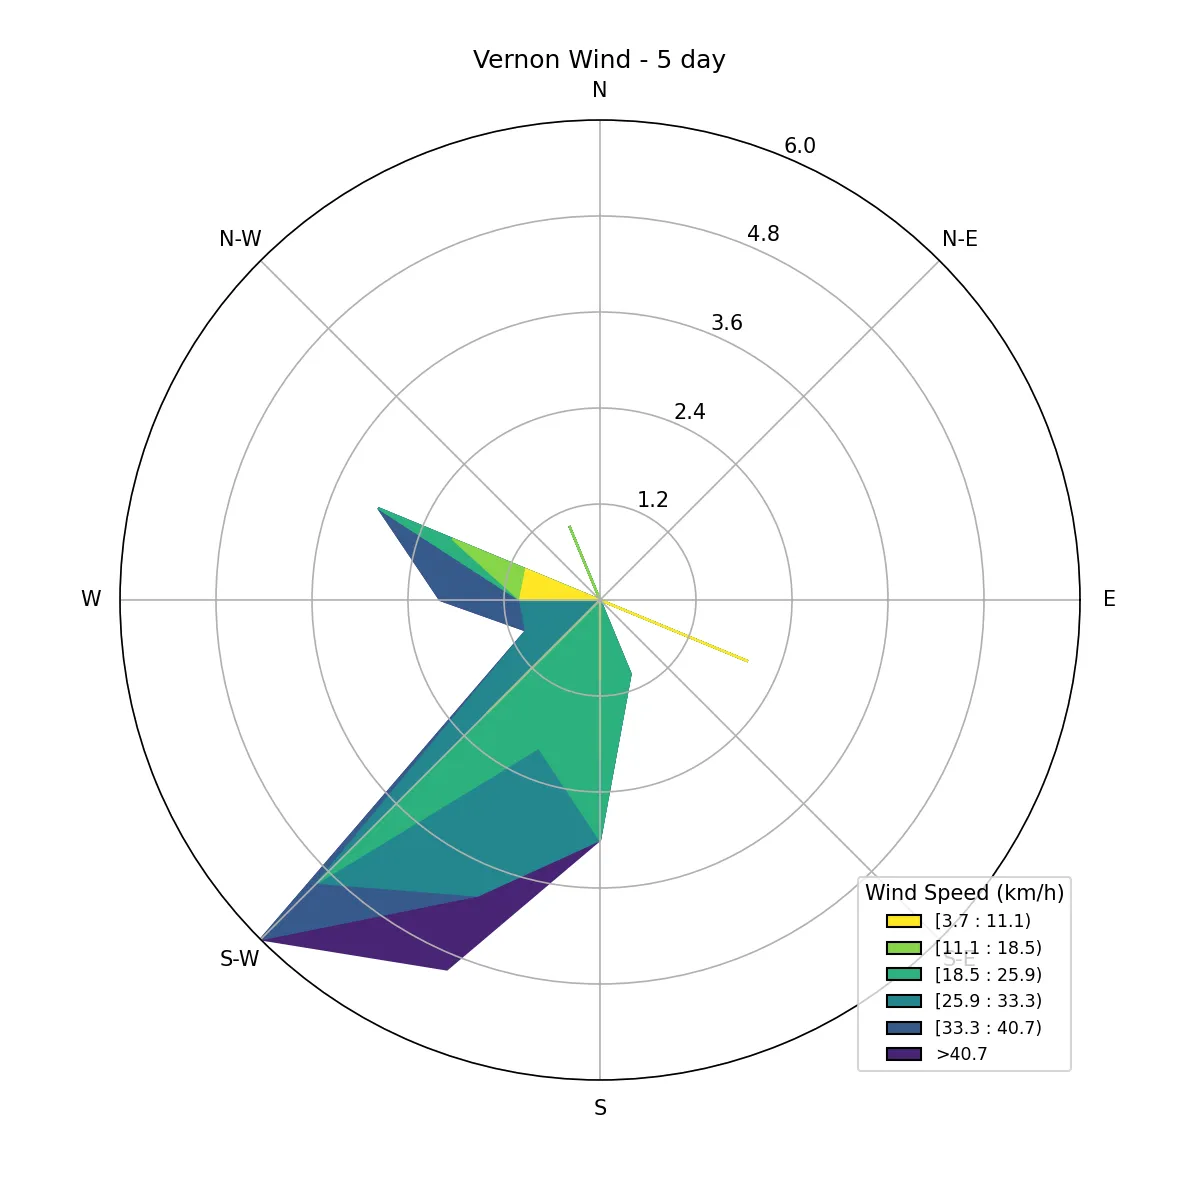 Vernon Wind - 5 day
N
6.0
4.8
N-W
N-E
3.6
2.4
1.2
W
E
S-W
S-E
S
Wind Speed (km/h)
[3.7 : 11.1)
[11.1 : 18.5)
[18.5 : 25.9)
[25.9 : 33.3)
[33.3 : 40.7)
>40.7